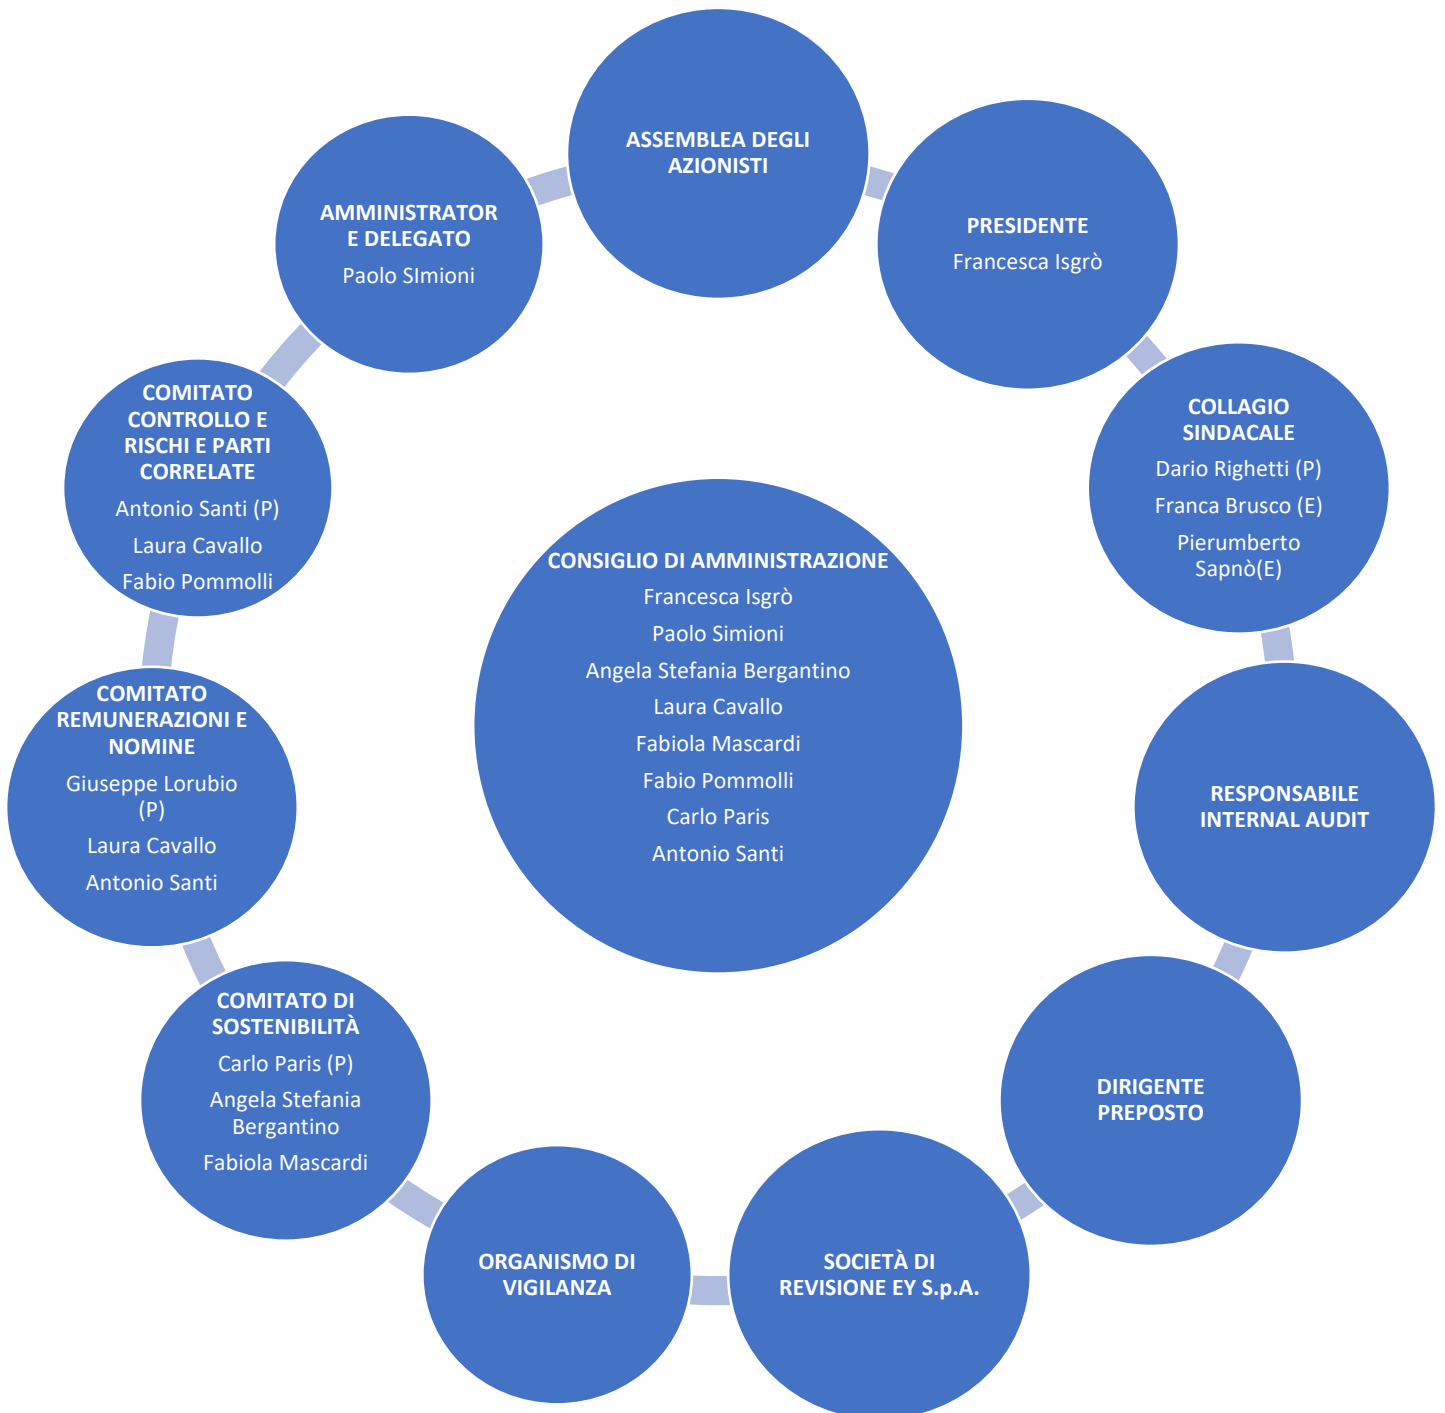 ASSEMBLEA DEGLI
AZIONISTI
PRESIDENTE
Francesca Isgrò
COLLAGIO
SINDACALE
Dario Righetti (P)
Franca Brusco (E)
Pierumberto
Sapnò(E)
RESPONSABILE
INTERNAL AUDIT
DIRIGENTE
PREPOSTO
SOCIETÀ DI
REVISIONE EY S.p.A.
ORGANISMO DI
VIGILANZA
COMITATO DI
SOSTENIBILITÀ
Carlo Paris (P)
Angela Stefania
Bergantino
Fabiola Mascardi
COMITATO
REMUNERAZIONI E
NOMINE
Giuseppe Lorubio
(P)
Laura Cavallo
Antonio Santi
COMITATO
CONTROLLO E
RISCHI E PARTI
CORRELATE
Antonio Santi (P)
Laura Cavallo
Fabio Pommolli
AMMINISTRATOR
E DELEGATO
Paolo SImioni
CONSIGLIO DI AMMINISTRAZIONE
Francesca Isgrò
Paolo Simioni
Angela Stefania Bergantino
Laura Cavallo
Fabiola Mascardi
Fabio Pommolli
Carlo Paris
Antonio Santi